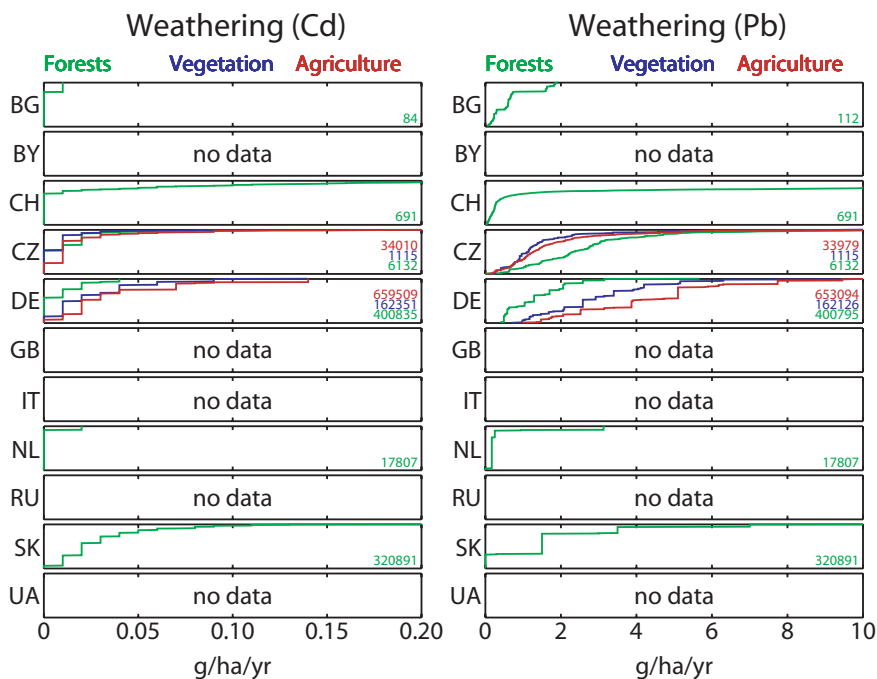 Weathering (Cd)
Forests Vegetation Agriculture
BG 84
BY no data
CH 691
CZ 34010
1115
6132
DE 659509
162351
400835
GB no data
IT no data
NL 17807
RU no data
SK 320891
UA no data
0 0.05 0.10 0.15 0.20
g/ha/yr
Weathering (Pb)
Forests Vegetation Agriculture
BG 112
BY no data
CH 691
CZ 33979
1115
6132
DE 653094
162126
400795
GB no data
IT no data
NL 17807
RU no data
SK 320891
UA no data
0 2 4 6 8 10
g/ha/yr